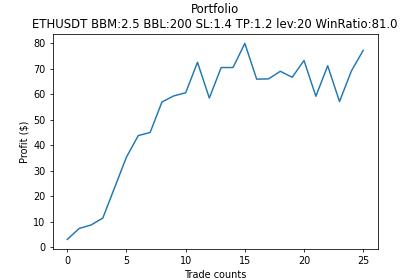 Portfolio
ETHUSDT BBM:2.5 BBL:200 SL:1.4 TP:1.2 lev:20 WinRatio:81.0
80
70
60
50
40
30
20
10
0
Profit ($)
0 5 10 15 20 25
Trade counts